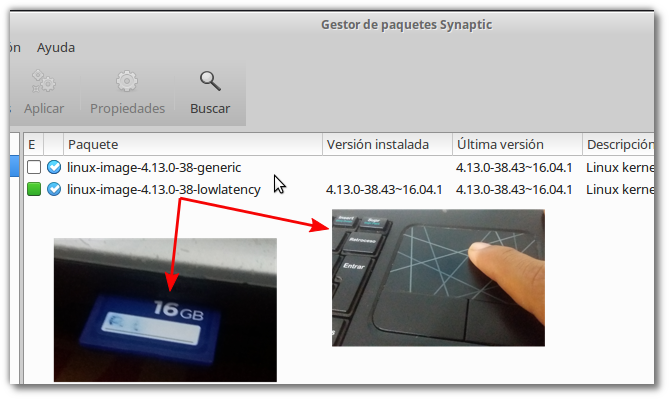 Gestor de paquetes Synaptic
ón Ayuda
Aplicar Propiedades Buscar
E Paquete Versión instalada Última versión Descripción
linux-image-4.13.0-38-generic 4.13.0-38.43~16.04.1 Linux kerne
linux-image-4.13.0-38-lowlatency 4.13.0-38.43~16.04.1 4.13.0-38.43~16.04.1 Linux kerne
Insert
Supr
Retroceso
Entrar
16GB